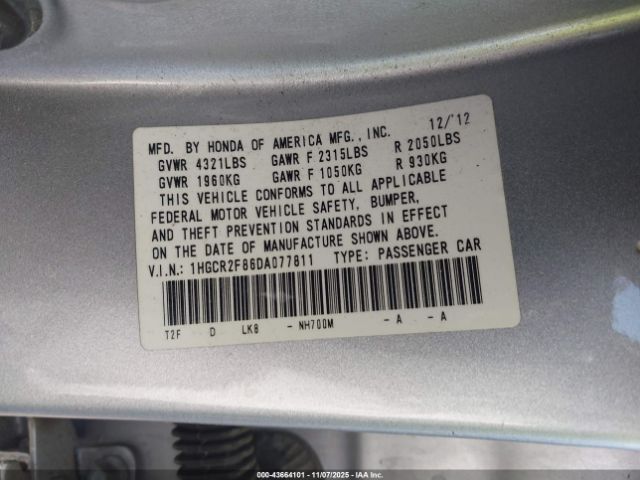 MFD. BY HONDA OF AMERICA MFG., INC. 12/'12
GVWR 4321LBS GAWR F 2315LBS R 2050LBS
GVWR 1960KG GAWR F 1050KG R 930KG
THIS VEHICLE CONFORMS TO ALL APPLICABLE
FEDERAL MOTOR VEHICLE SAFETY, BUMPER,
AND THEFT PREVENTION STANDARDS IN EFFECT
ON THE DATE OF MANUFACTURE SHOWN ABOVE.
V.I.N.: 1HGCR2F86DA077811 TYPE: PASSENGER CAR
T2F D LK8 - NH700M - A - A
000-43664101 - 11/07/2025 - IAAI.com